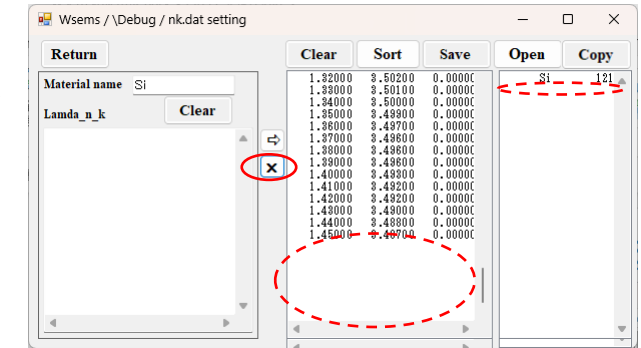 Wsems / \Debug / nk.dat setting
Return
Clear Sort Save
Open Copy
Material name Si
Lamda_n_k Clear
1.32000 3.50200 0.00000
1.33000 3.50100 0.00000
1.34000 3.50000 0.00000
1.35000 3.49900 0.00000
1.36000 3.49700 0.00000
1.37000 3.49600 0.00000
1.38000 3.49600 0.00000
1.39000 3.49600 0.00000
1.40000 3.49300 0.00000
1.41000 3.49200 0.00000
1.42000 3.49200 0.00000
1.43000 3.49000 0.00000
1.44000 3.48800 0.00000
1.45000 3.48700 0.00000
Si 121